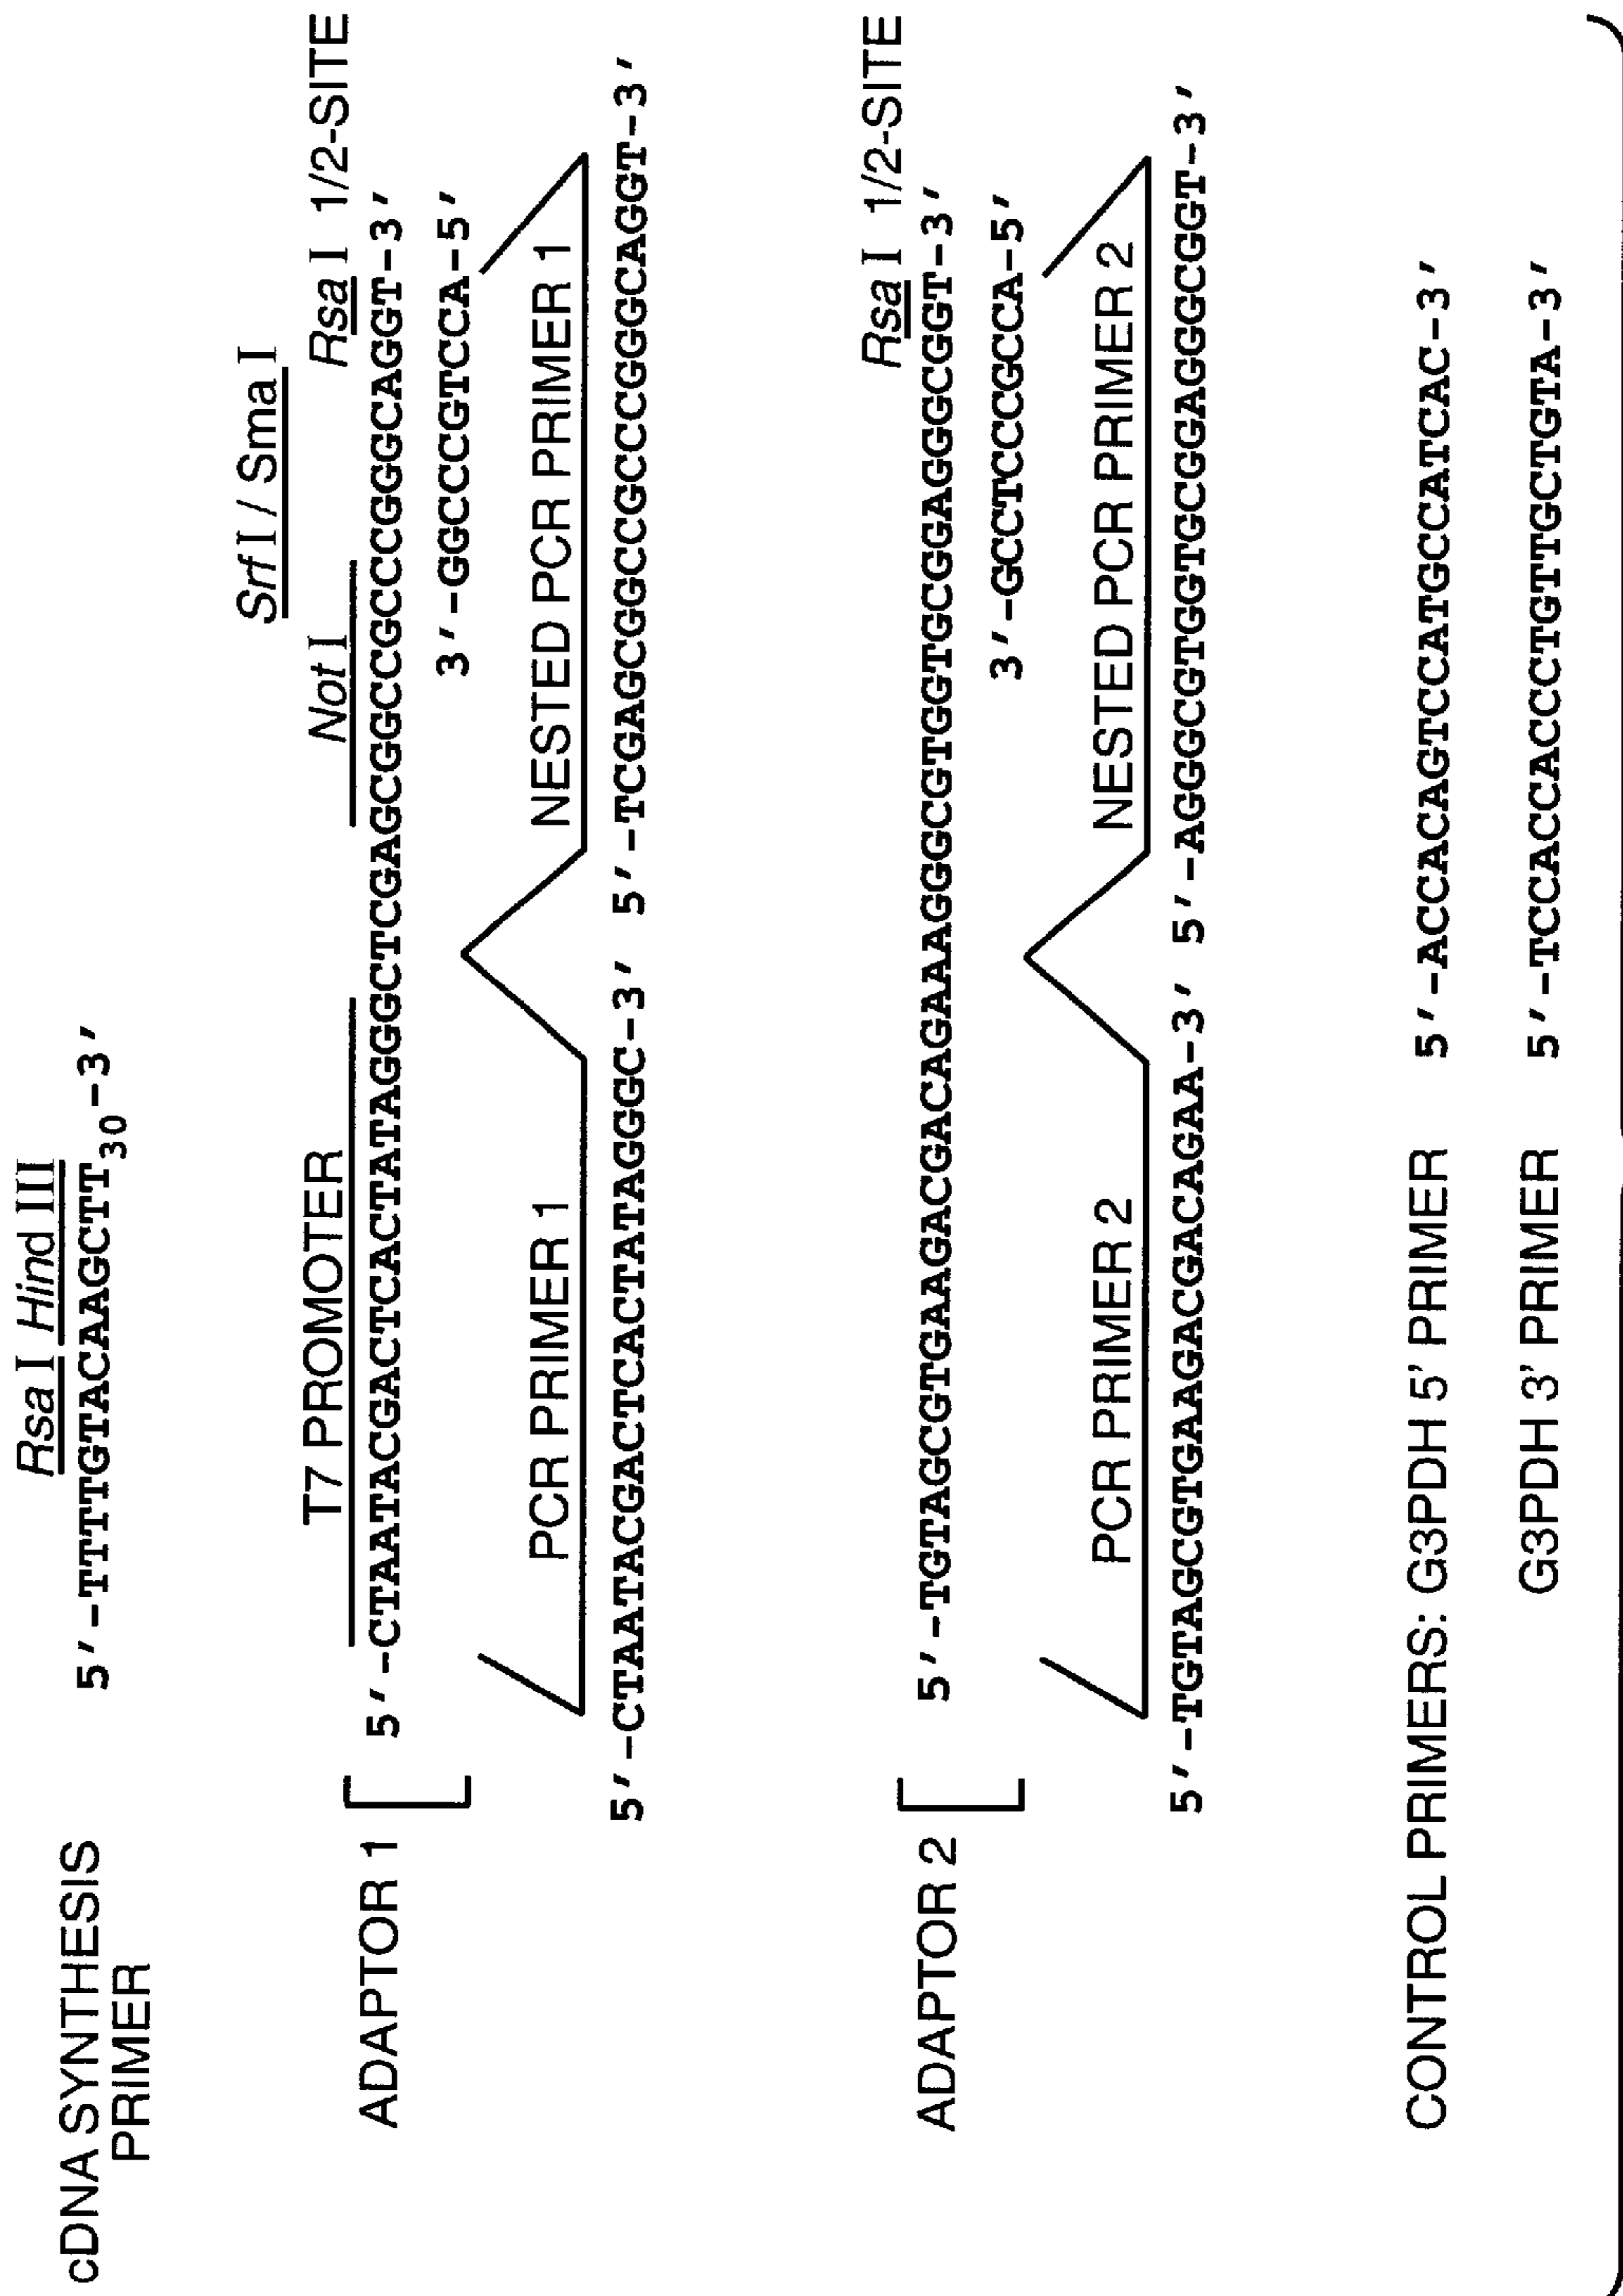 Rsa I Hind III
cDNA SYNTHESIS 5'-TTTTGTACAAGCTT30-3'
PRIMER
Srf I / Sma I
T7 PROMOTER Not I Rsa I 1/2-SITE
ADAPTOR 1 5'-CTAATACGACTCACTATAGGGCTCGAGCGGCCGCCCGGGCAGGT-3'
3'-GGCCCGTCCA-5'
PCR PRIMER 1 NESTED PCR PRIMER 1
5'-CTAATACGACTCACTATAGGGC-3' 5'-TCGAGCGGCCGCCCGGGCAGGT-3'
Rsa I 1/2-SITE
ADAPTOR 2 5'-TGTAGCGTGAAGACGACAGAAAGGGCGTGGTGCGGAGGGCGGT-3'
3'-GCCTCCCGCCA-5'
PCR PRIMER 2 NESTED PCR PRIMER 2
5'-TGTAGCGTGAAGACGACAGAA-3' 5'-AGGGCGTGGTGCGGAGGGCGGT-3'
CONTROL PRIMERS: G3PDH 5' PRIMER 5'-ACCACAGTCCATGCCATCAC-3'
G3PDH 3' PRIMER 5'-TCCACCACCCTGTTGCTGTA-3'